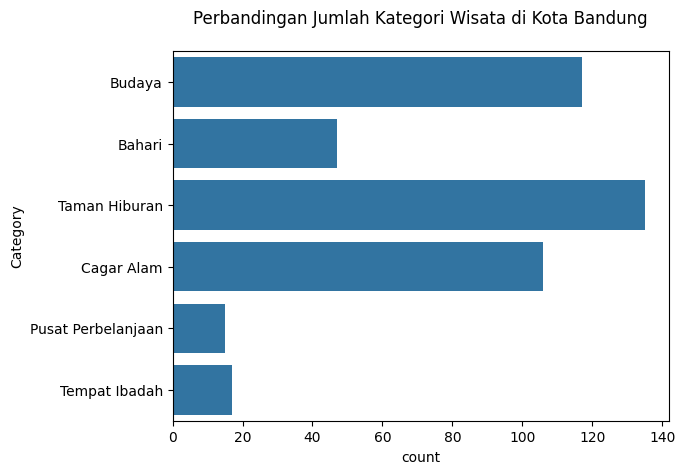 Perbandingan Jumlah Kategori Wisata di Kota Bandung
Category
Budaya
Bahari
Taman Hiburan
Cagar Alam
Pusat Perbelanjaan
Tempat Ibadah
0 20 40 60 80 100 120 140
count